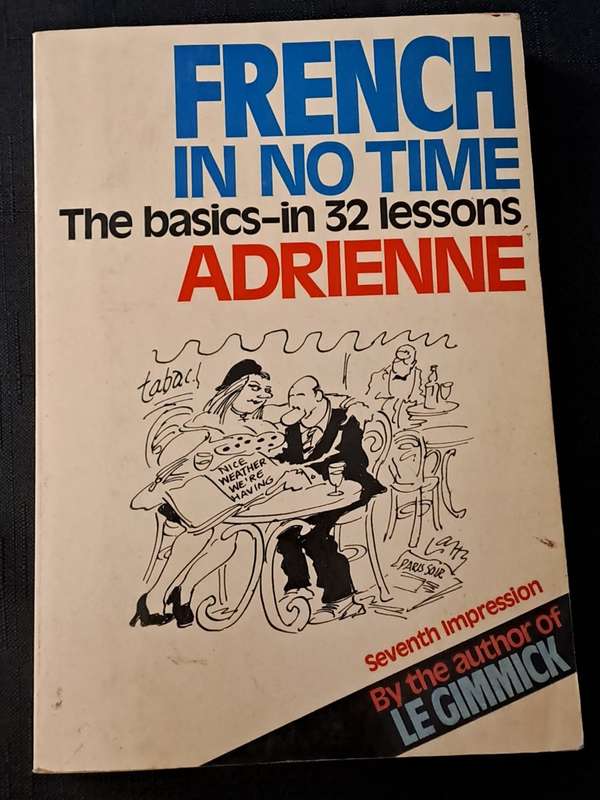 FRENCH
IN NO TIME
The basics–in 32 lessons
ADRIENNE
tabac!
NICE
WEATHER
WE'RE
HAVING
Larry
PARIS SOIR
Seventh Impression
By the author of
LE GIMMICK